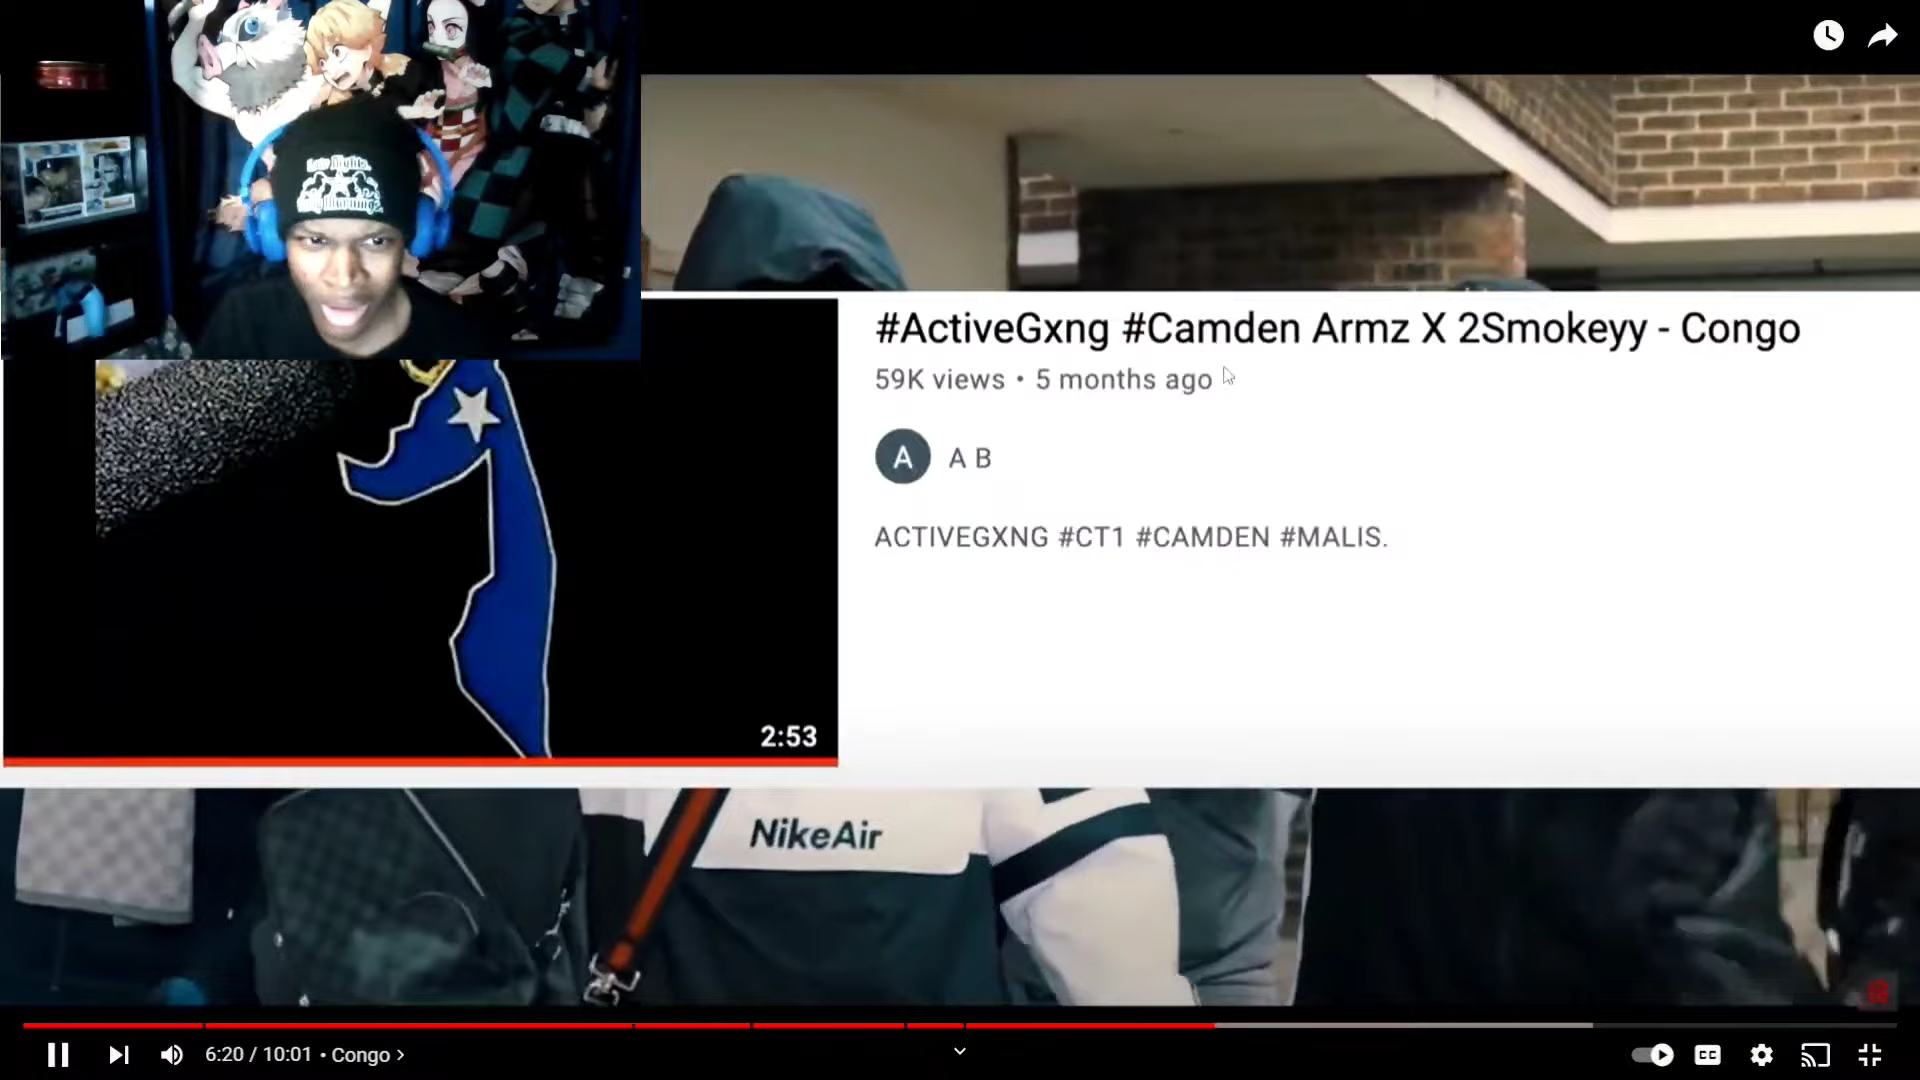 #ActiveGxng #Camden Armz X 2Smokeyy - Congo
59K views • 5 months ago
A
A B
ACTIVEGXNG #CT1 #CAMDEN #MALIS.
2:53
NikeAir
6:20 / 10:01 • Congo ›
CC